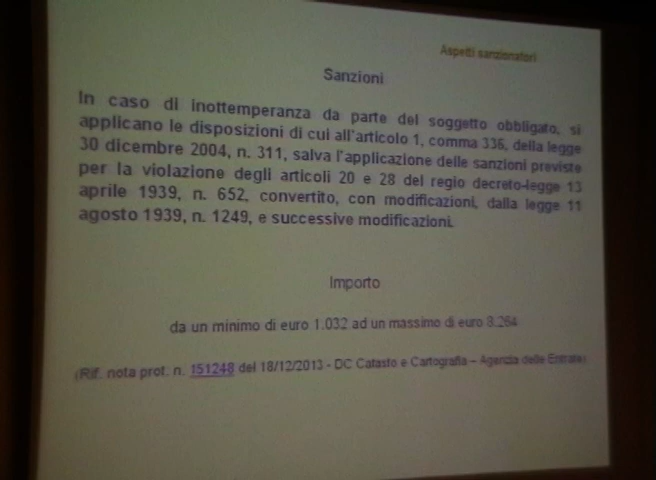 Aspetti sanzionatori
Sanzioni
In caso di inottemperanza da parte del soggetto obbligato, si
applicano le disposizioni di cui all'articolo 1, comma 336, della legge
30 dicembre 2004, n. 311, salva l'applicazione delle sanzioni previste
per la violazione degli articoli 20 e 28 del regio decreto-legge 13
aprile 1939, n. 652, convertito, con modificazioni, dalla legge 11
agosto 1939, n. 1249, e successive modificazioni.
Importo
da un minimo di euro 1.032 ad un massimo di euro 8.264
(Rif. nota prot. n. 151248 del 18/12/2013 - DC Catasto e Cartografia – Agenzia delle Entrate)